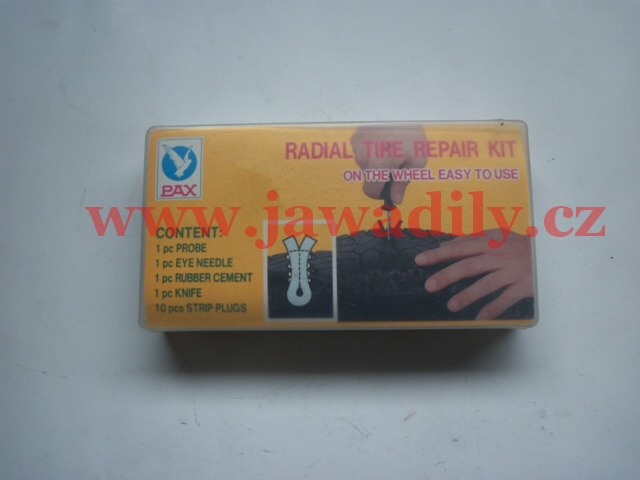 RADIAL TIRE REPAIR KIT
ON THE WHEEL EASY TO USE
PAX
www.jawadily.cz
CONTENT:
1 pc PROBE
1 pc EYE NEEDLE
1 pc RUBBER CEMENT
1 pc KNIFE
10 pcs STRIP PLUGS